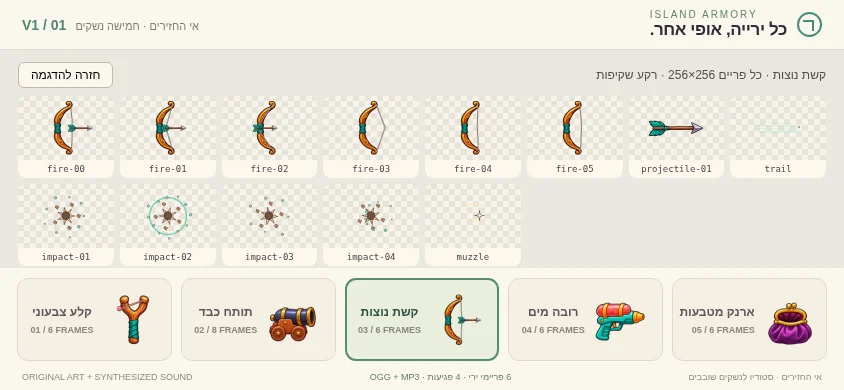 ISLAND ARMORY
כל ירייה, אופי אחר.
אי החזירים · חמישה נשקים
V1 / 01
קשת נוצות · כל פריים 256×256 · רקע שקיפות
חזרה להדגמה
fire-00 fire-01 fire-02 fire-03 fire-04 fire-05 projectile-01 trail
impact-01 impact-02 impact-03 impact-04 muzzle
ארנק מטבעות
05 / 6 FRAMES
רובה מים
04 / 6 FRAMES
קשת נוצות
03 / 6 FRAMES
תותח כבד
02 / 8 FRAMES
קלע צבעוני
01 / 6 FRAMES
אי החזירים · סטודיו לנשקים שובבים
6 פריימי ירי · 4 פגיעות · OGG + MP3
ORIGINAL ART + SYNTHESIZED SOUND